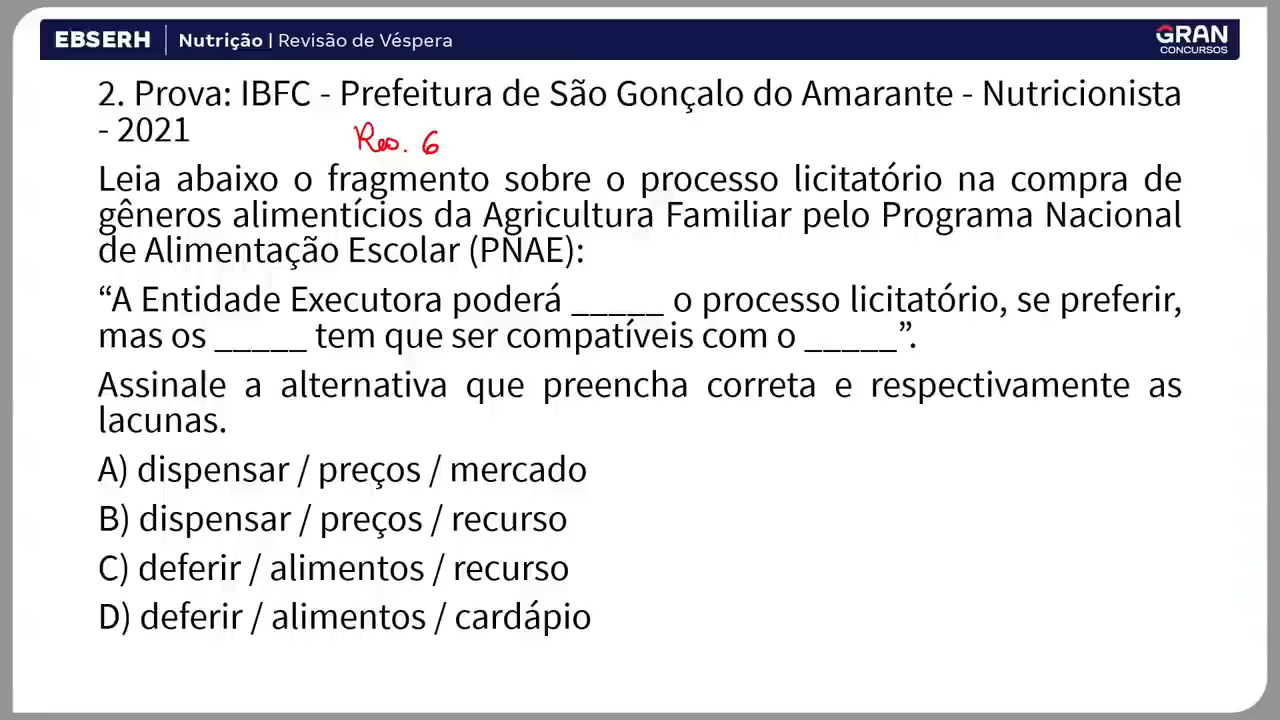 EBSERH | Nutrição | Revisão de Véspera
GRAN
CONCURSOS
2. Prova: IBFC - Prefeitura de São Gonçalo do Amarante - Nutricionista
- 2021
Res. 6
Leia abaixo o fragmento sobre o processo licitatório na compra de
gêneros alimentícios da Agricultura Familiar pelo Programa Nacional
de Alimentação Escolar (PNAE):
“A Entidade Executora poderá _____ o processo licitatório, se preferir,
mas os _____ tem que ser compatíveis com o _____”.
Assinale a alternativa que preencha correta e respectivamente as
lacunas.
A) dispensar / preços / mercado
B) dispensar / preços / recurso
C) deferir / alimentos / recurso
D) deferir / alimentos / cardápio